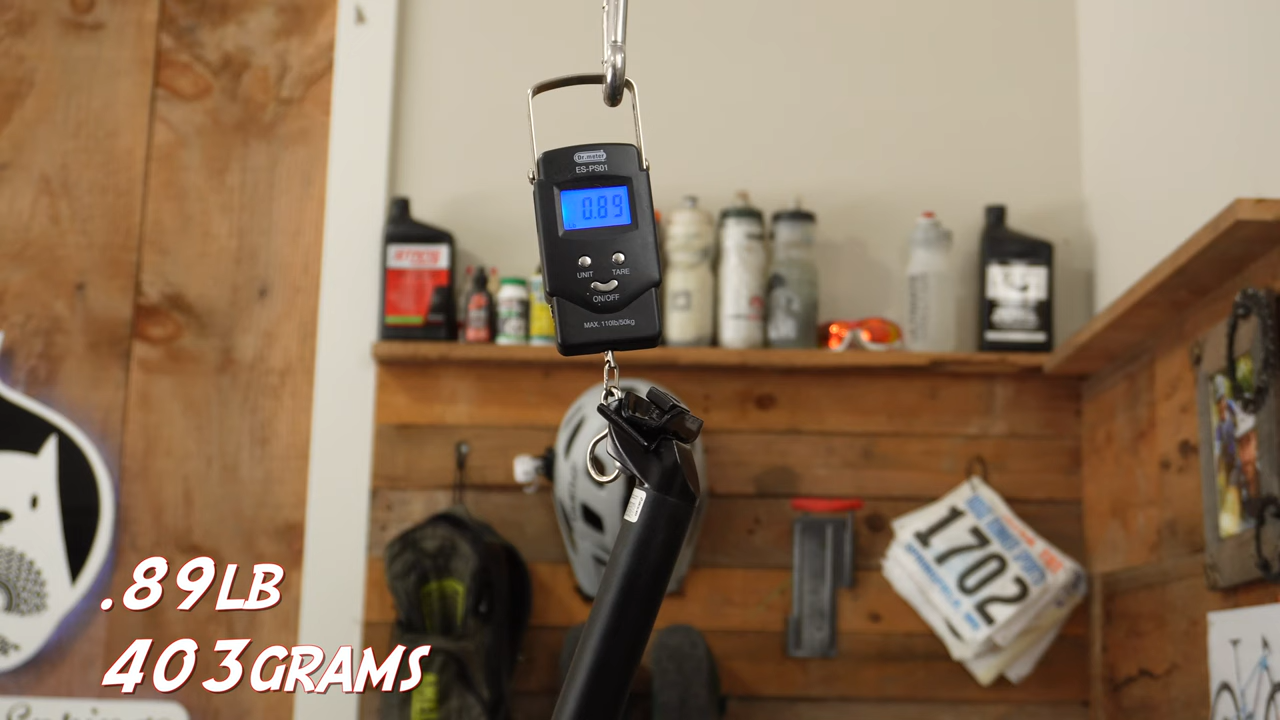 Dr.meter
ES-PS01
0.89
UNIT
TARE
ON/OFF
MAX. 110lb/50kg
1702
.89LB
403GRAMS